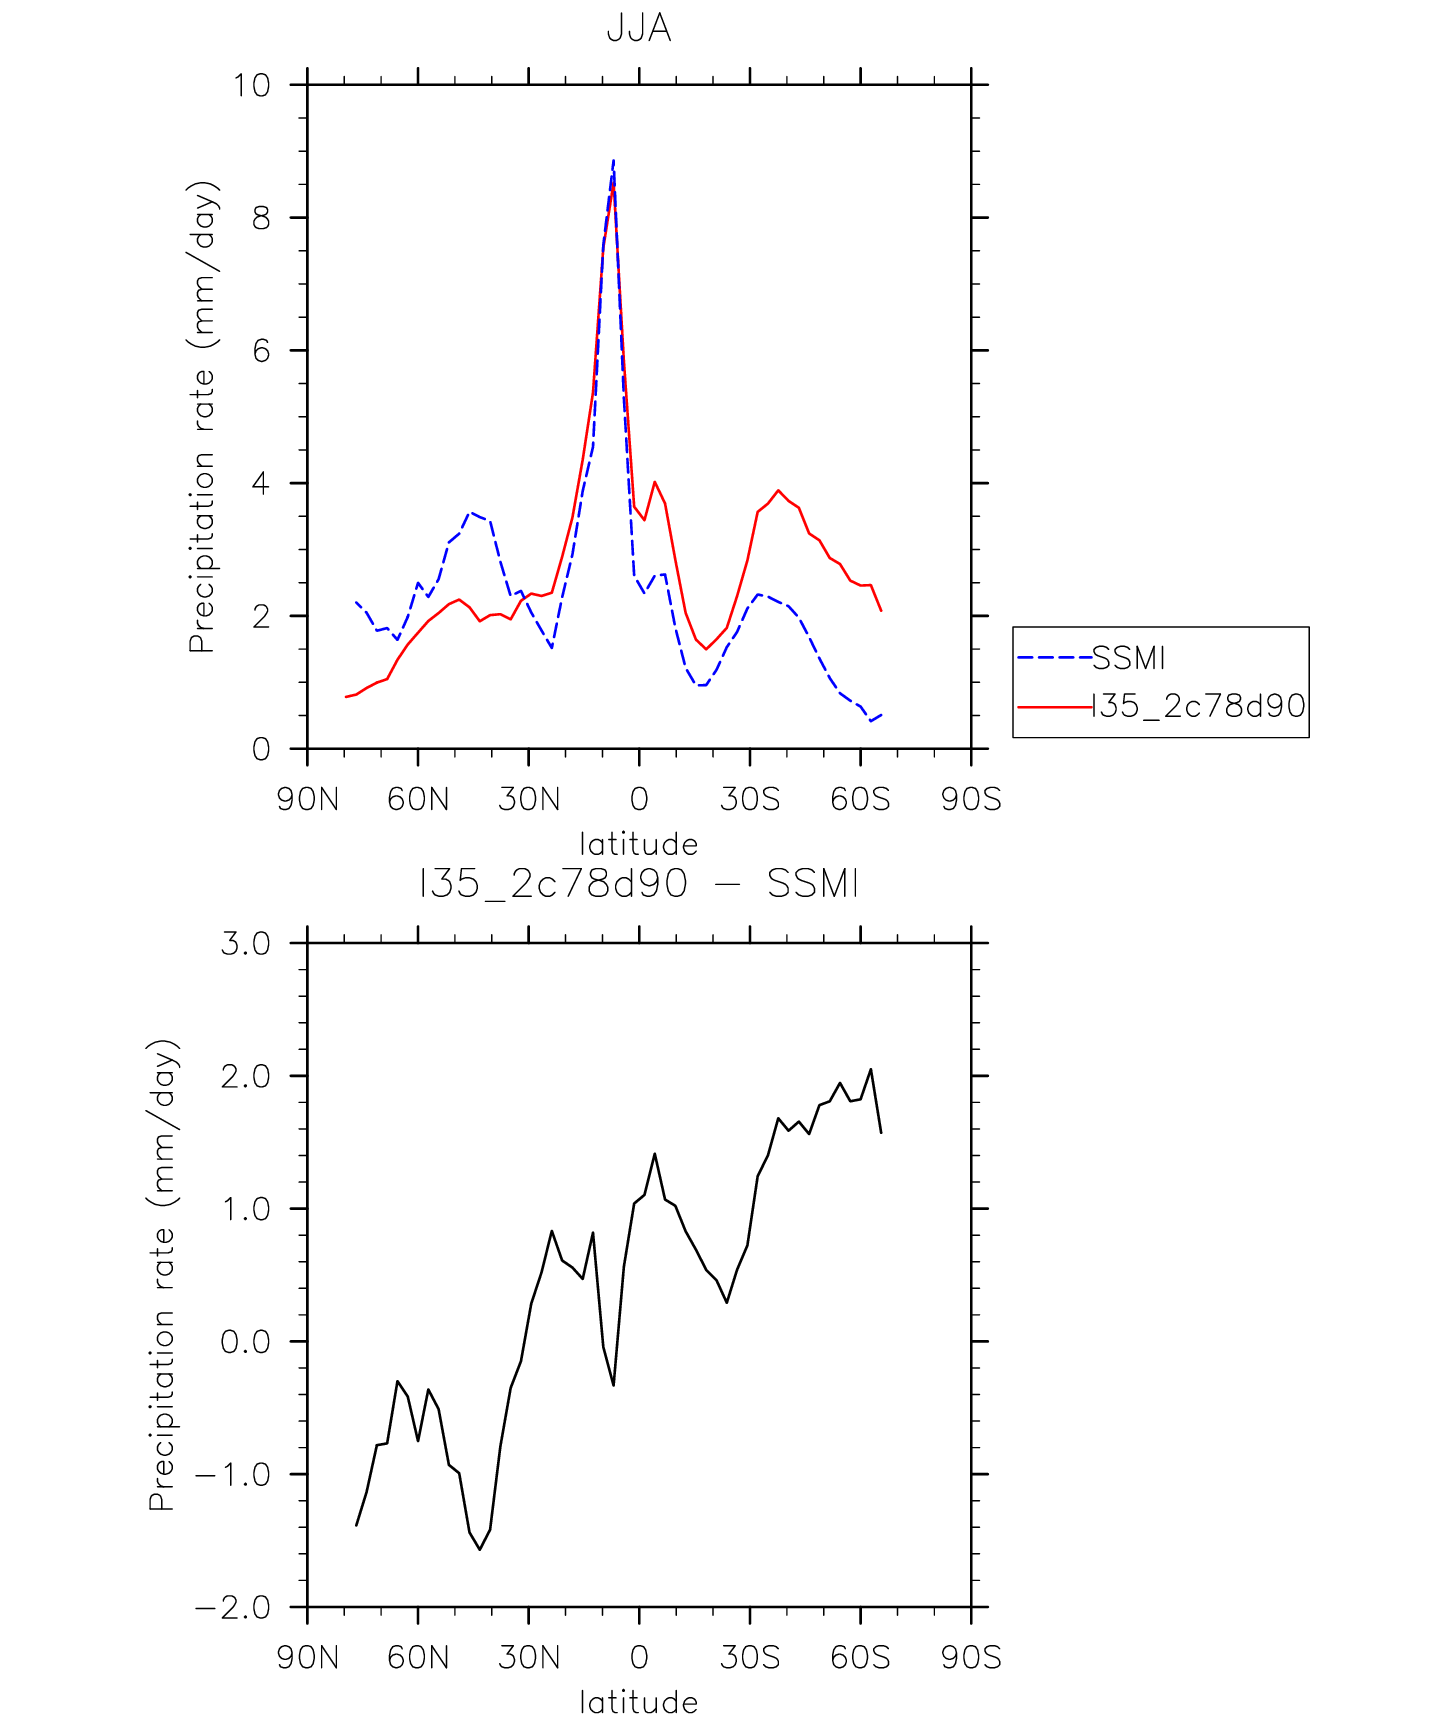 JJA
10
8
6
4
2
0
Precipitation rate (mm/day)
90N 60N 30N 0 30S 60S 90S
latitude
SSMI
I35_2c78d90
I35_2c78d90 - SSMI
3.0
2.0
1.0
0.0
-1.0
-2.0
Precipitation rate (mm/day)
90N 60N 30N 0 30S 60S 90S
latitude